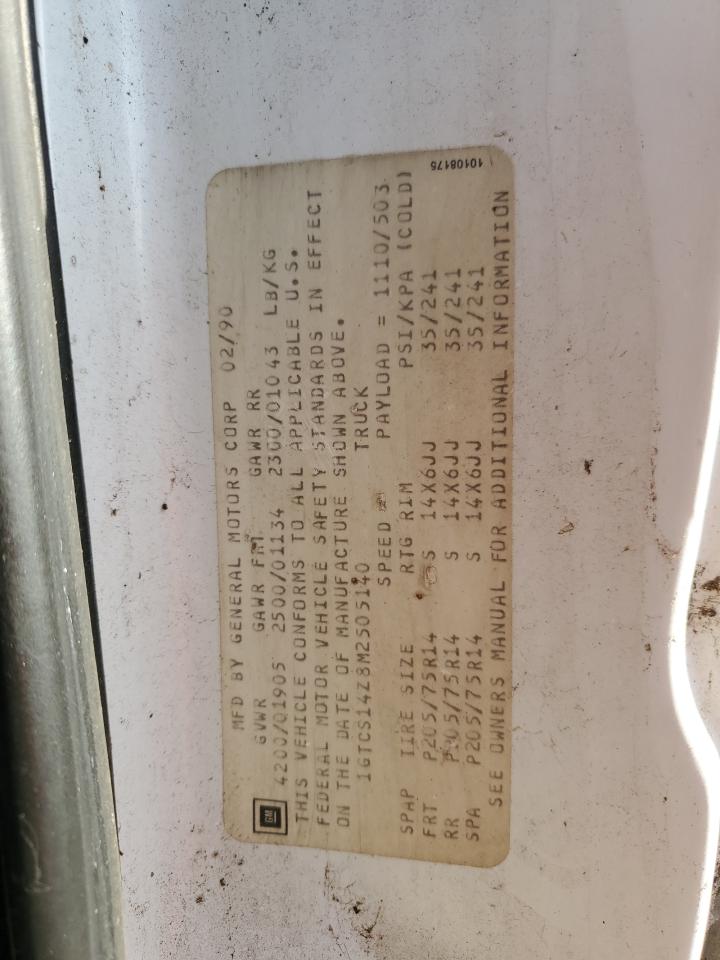 MFD BY GENERAL MOTORS CORP 02/90
GVWR GAWR FRT GAWR RR
GM
4200/01905 2500/01134 2300/01043 LB/KG
THIS VEHICLE CONFORMS TO ALL APPLICABLE U.S.
FEDERAL MOTOR VEHICLE SAFETY STANDARDS IN EFFECT
ON THE DATE OF MANUFACTURE SHOWN ABOVE.
1GTCS14Z8M2505140 TRUCK
SPEED PAYLOAD = 1110/503
SPAP TIRE SIZE RTG RIM PSI/KPA (COLD)
FRT P205/75R14 S 14X6JJ 35/241
RR P205/75R14 S 14X6JJ 35/241
SPA P205/75R14 S 14X6JJ 35/241
SEE OWNERS MANUAL FOR ADDITIONAL INFORMATION
10108175